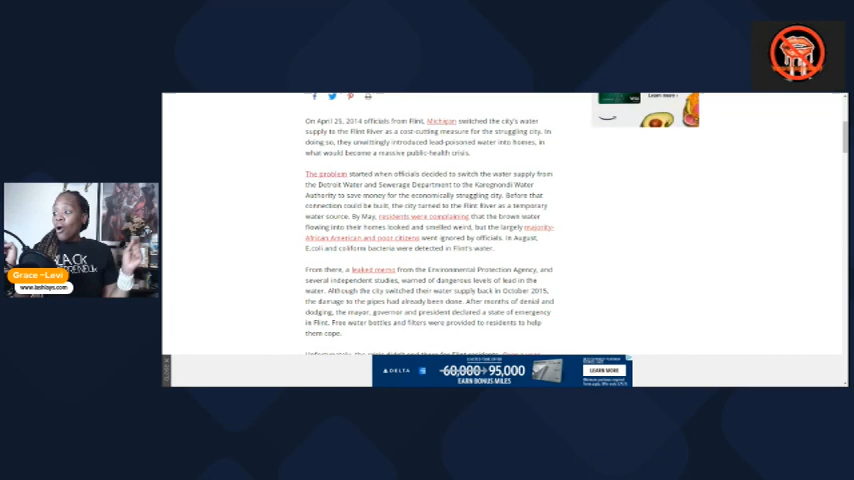 Learn more ›
On April 25, 2014 officials from Flint, Michigan switched the city's water
supply to the Flint River as a cost-cutting measure for the struggling city. In
doing so, they unwittingly introduced lead-poisoned water into homes, in
what would become a massive public-health crisis.
The problem started when officials decided to switch the water supply from
the Detroit Water and Sewerage Department to the Karegnondi Water
Authority to save money for the economically struggling city. Before that
connection could be built, the city turned to the Flint River as a temporary
water source. By May, residents were complaining that the brown water
flowing into their homes looked and smelled weird, but the largely majority-
African American and poor citizens went ignored by officials. In August,
E.coli and coliform bacteria were detected in Flint's water.
From there, a leaked memo from the Environmental Protection Agency, and
several independent studies, warned of dangerous levels of lead in the
water. Although the city switched their water supply back in October 2015,
the damage to the pipes had already been done. After months of denial and
dodging, the mayor, governor and president declared a state of emergency
in Flint. Free water bottles and filters were provided to residents to help
them cope.
BLACK
Grace -Levi
DELTA
60,000 95,000
EARN BONUS MILES
LEARN MORE